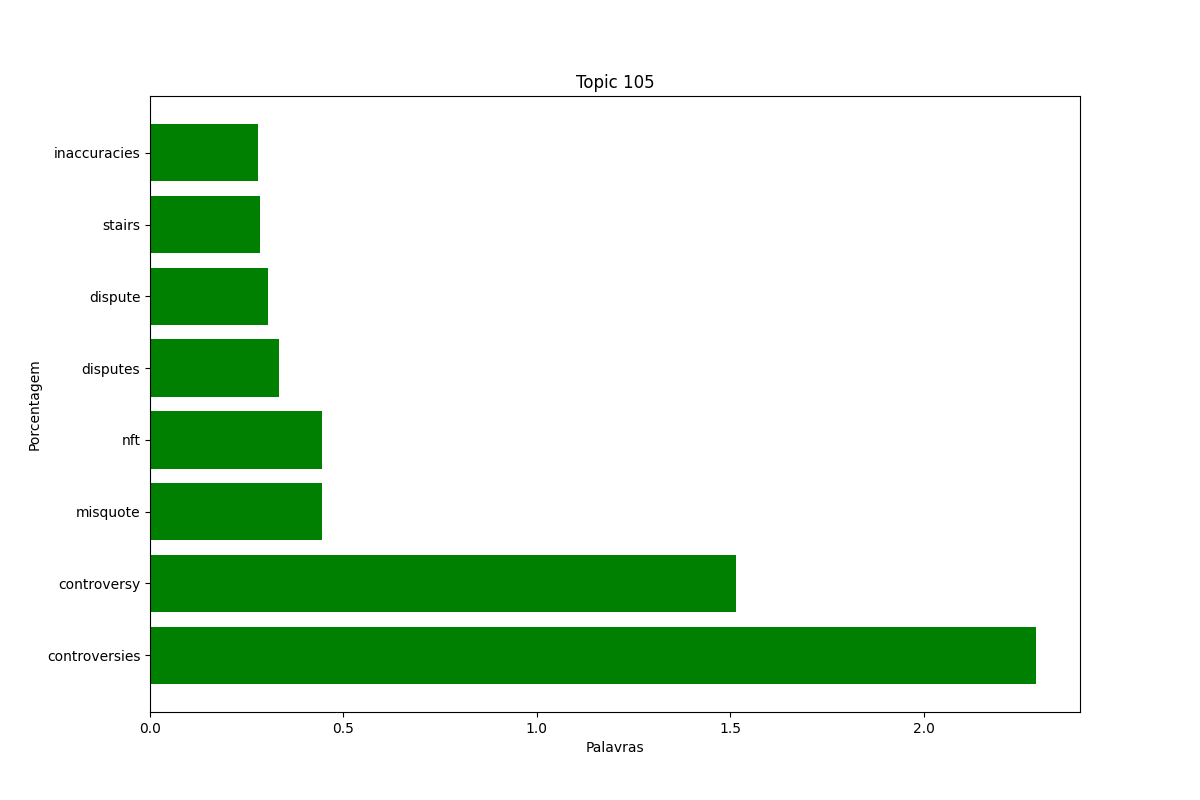 Topic 105
inaccuracies
stairs
dispute
disputes
nft
misquote
controversy
controversies
Porcentagem
0.0 0.5 1.0 1.5 2.0
Palavras